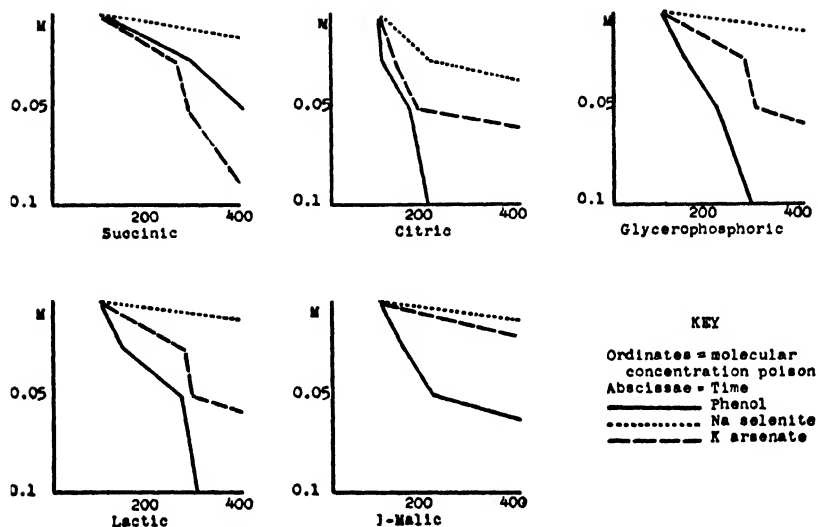 M
0.05
0.1
200
400
Succinic
M
0.05
0.1
200
400
Citric
M
0.05
0.1
200
400
Glycerophosphoric
M
0.05
0.1
200
400
Lactic
M
0.05
0.1
200
400
l-Malic
KEY
Ordinates = molecular
concentration poison
Abscissae = Time
Phenol
Na selenite
K arsenate